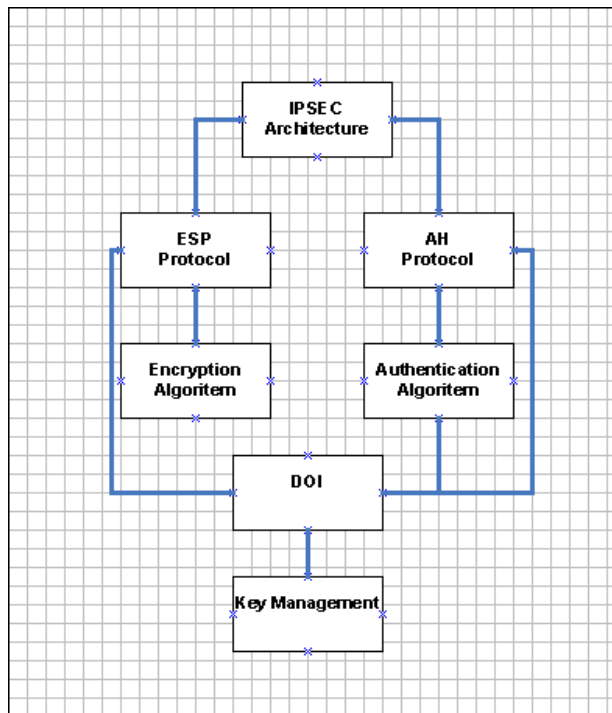 IPSEC
Architecture
ESP
Protocol
AH
Protocol
Encryption
Algoritem
Authentication
Algoritem
DOI
Key Management